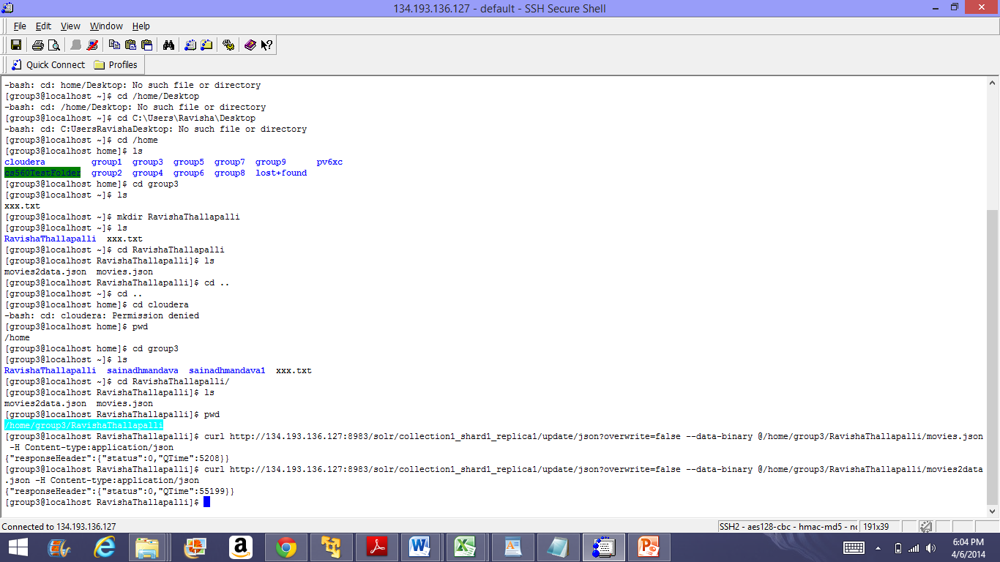 134.193.136.127 - default - SSH Secure Shell
File Edit View Window Help
Quick Connect Profiles
-bash: cd: home/Desktop: No such file or directory
[group3@localhost ~]$ cd /home/Desktop
-bash: cd: /home/Desktop: No such file or directory
[group3@localhost ~]$ cd C:\Users\Ravisha\Desktop
-bash: cd: C:UsersRavishaDesktop: No such file or directory
[group3@localhost ~]$ cd /home
[group3@localhost home]$ ls
cloudera group1 group3 group5 group7 group9 pv6xc
cs560TestFolder group2 group4 group6 group8 lost+found
[group3@localhost home]$ cd group3
[group3@localhost ~]$ ls
xxx.txt
[group3@localhost ~]$ mkdir RavishaThallapalli
[group3@localhost ~]$ ls
RavishaThallapalli xxx.txt
[group3@localhost ~]$ cd RavishaThallapalli
[group3@localhost RavishaThallapalli]$ ls
movies2data.json movies.json
[group3@localhost RavishaThallapalli]$ cd ..
[group3@localhost ~]$ cd ..
[group3@localhost home]$ cd cloudera
-bash: cd: cloudera: Permission denied
[group3@localhost home]$ pwd
/home
[group3@localhost home]$ cd group3
[group3@localhost ~]$ ls
RavishaThallapalli sainadhmandava sainadhmandava1 xxx.txt
[group3@localhost ~]$ cd RavishaThallapalli/
[group3@localhost RavishaThallapalli]$ ls
movies2data.json movies.json
[group3@localhost RavishaThallapalli]$ pwd
/home/group3/RavishaThallapalli
[group3@localhost RavishaThallapalli]$ curl http://134.193.136.127:8983/solr/collection1_shard1_replica1/update/json?overwrite=false --data-binary @/home/group3/RavishaThallapalli/movies.json
-H Content-type:application/json
{"responseHeader":{"status":0,"QTime":5208}}
[group3@localhost RavishaThallapalli]$ curl http://134.193.136.127:8983/solr/collection1_shard1_replica1/update/json?overwrite=false --data-binary @/home/group3/RavishaThallapalli/movies2data
.json -H Content-type:application/json
{"responseHeader":{"status":0,"QTime":55199}}
[group3@localhost RavishaThallapalli]$
Connected to 134.193.136.127 SSH2 - aes128-cbc - hmac-md5 - nc 191x39
6:04 PM
4/6/2014